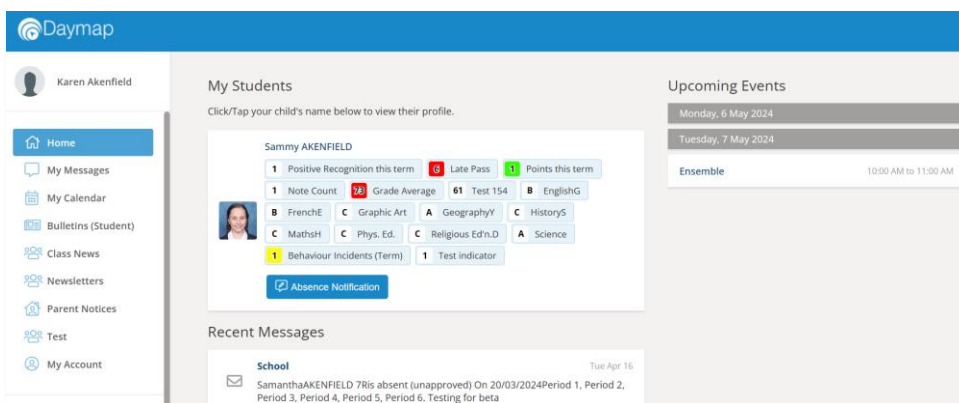 Daymap
Karen Akenfield
Home
My Messages
My Calendar
Bulletins (Student)
Class News
Newsletters
Parent Notices
Test
My Account
My Students
Click/Tap your child's name below to view their profile.
Sammy AKENFIELD
1 Positive Recognition this term 6 Late Pass 1 Points this term
1 Note Count 73 Grade Average 61 Test 154 B EnglishG
B FrenchE C Graphic Art A GeographyY C HistoryS
C MathsH C Phys. Ed. C Religious Ed'n.D A Science
1 Behaviour Incidents (Term) 1 Test indicator
Absence Notification
Recent Messages
School Tue Apr 16
SamanthaAKENFIELD 7Ris absent (unapproved) On 20/03/2024Period 1, Period 2,
Period 3, Period 4, Period 5, Period 6. Testing for beta
Upcoming Events
Monday, 6 May 2024
Tuesday, 7 May 2024
Ensemble 10:00 AM to 11:00 AM